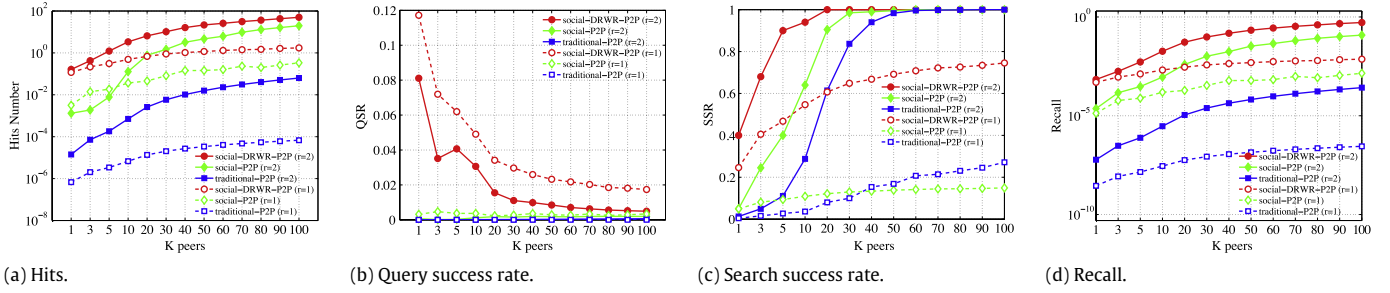 10^2
10^0
10^-2
10^-4
10^-6
10^-8
Hits Number
social-DRWR-P2P (r=2)
social-P2P (r=2)
traditional-P2P (r=2)
social-DRWR-P2P (r=1)
social-P2P (r=1)
traditional-P2P (r=1)
1 3 5 10 20 30 40 50 60 70 80 90 100
K peers
(a) Hits.
0.12
0.1
0.08
0.06
0.04
0.02
0
QSR
social-DRWR-P2P (r=2)
social-P2P (r=2)
traditional-P2P (r=2)
social-DRWR-P2P (r=1)
social-P2P (r=1)
traditional-P2P (r=1)
1 3 5 10 20 30 40 50 60 70 80 90 100
K peers
(b) Query success rate.
1
0.8
0.6
0.4
0.2
0
SSR
social-DRWR-P2P (r=2)
social-P2P (r=2)
traditional-P2P (r=2)
social-DRWR-P2P (r=1)
social-P2P (r=1)
traditional-P2P (r=1)
1 3 5 10 20 30 40 50 60 70 80 90 100
K peers
(c) Search success rate.
10^0
10^-5
10^-10
Recall
social-DRWR-P2P (r=2)
social-P2P (r=2)
traditional-P2P (r=2)
social-DRWR-P2P (r=1)
social-P2P (r=1)
traditional-P2P (r=1)
1 3 5 10 20 30 40 50 60 70 80 90 100
K peers
(d) Recall.